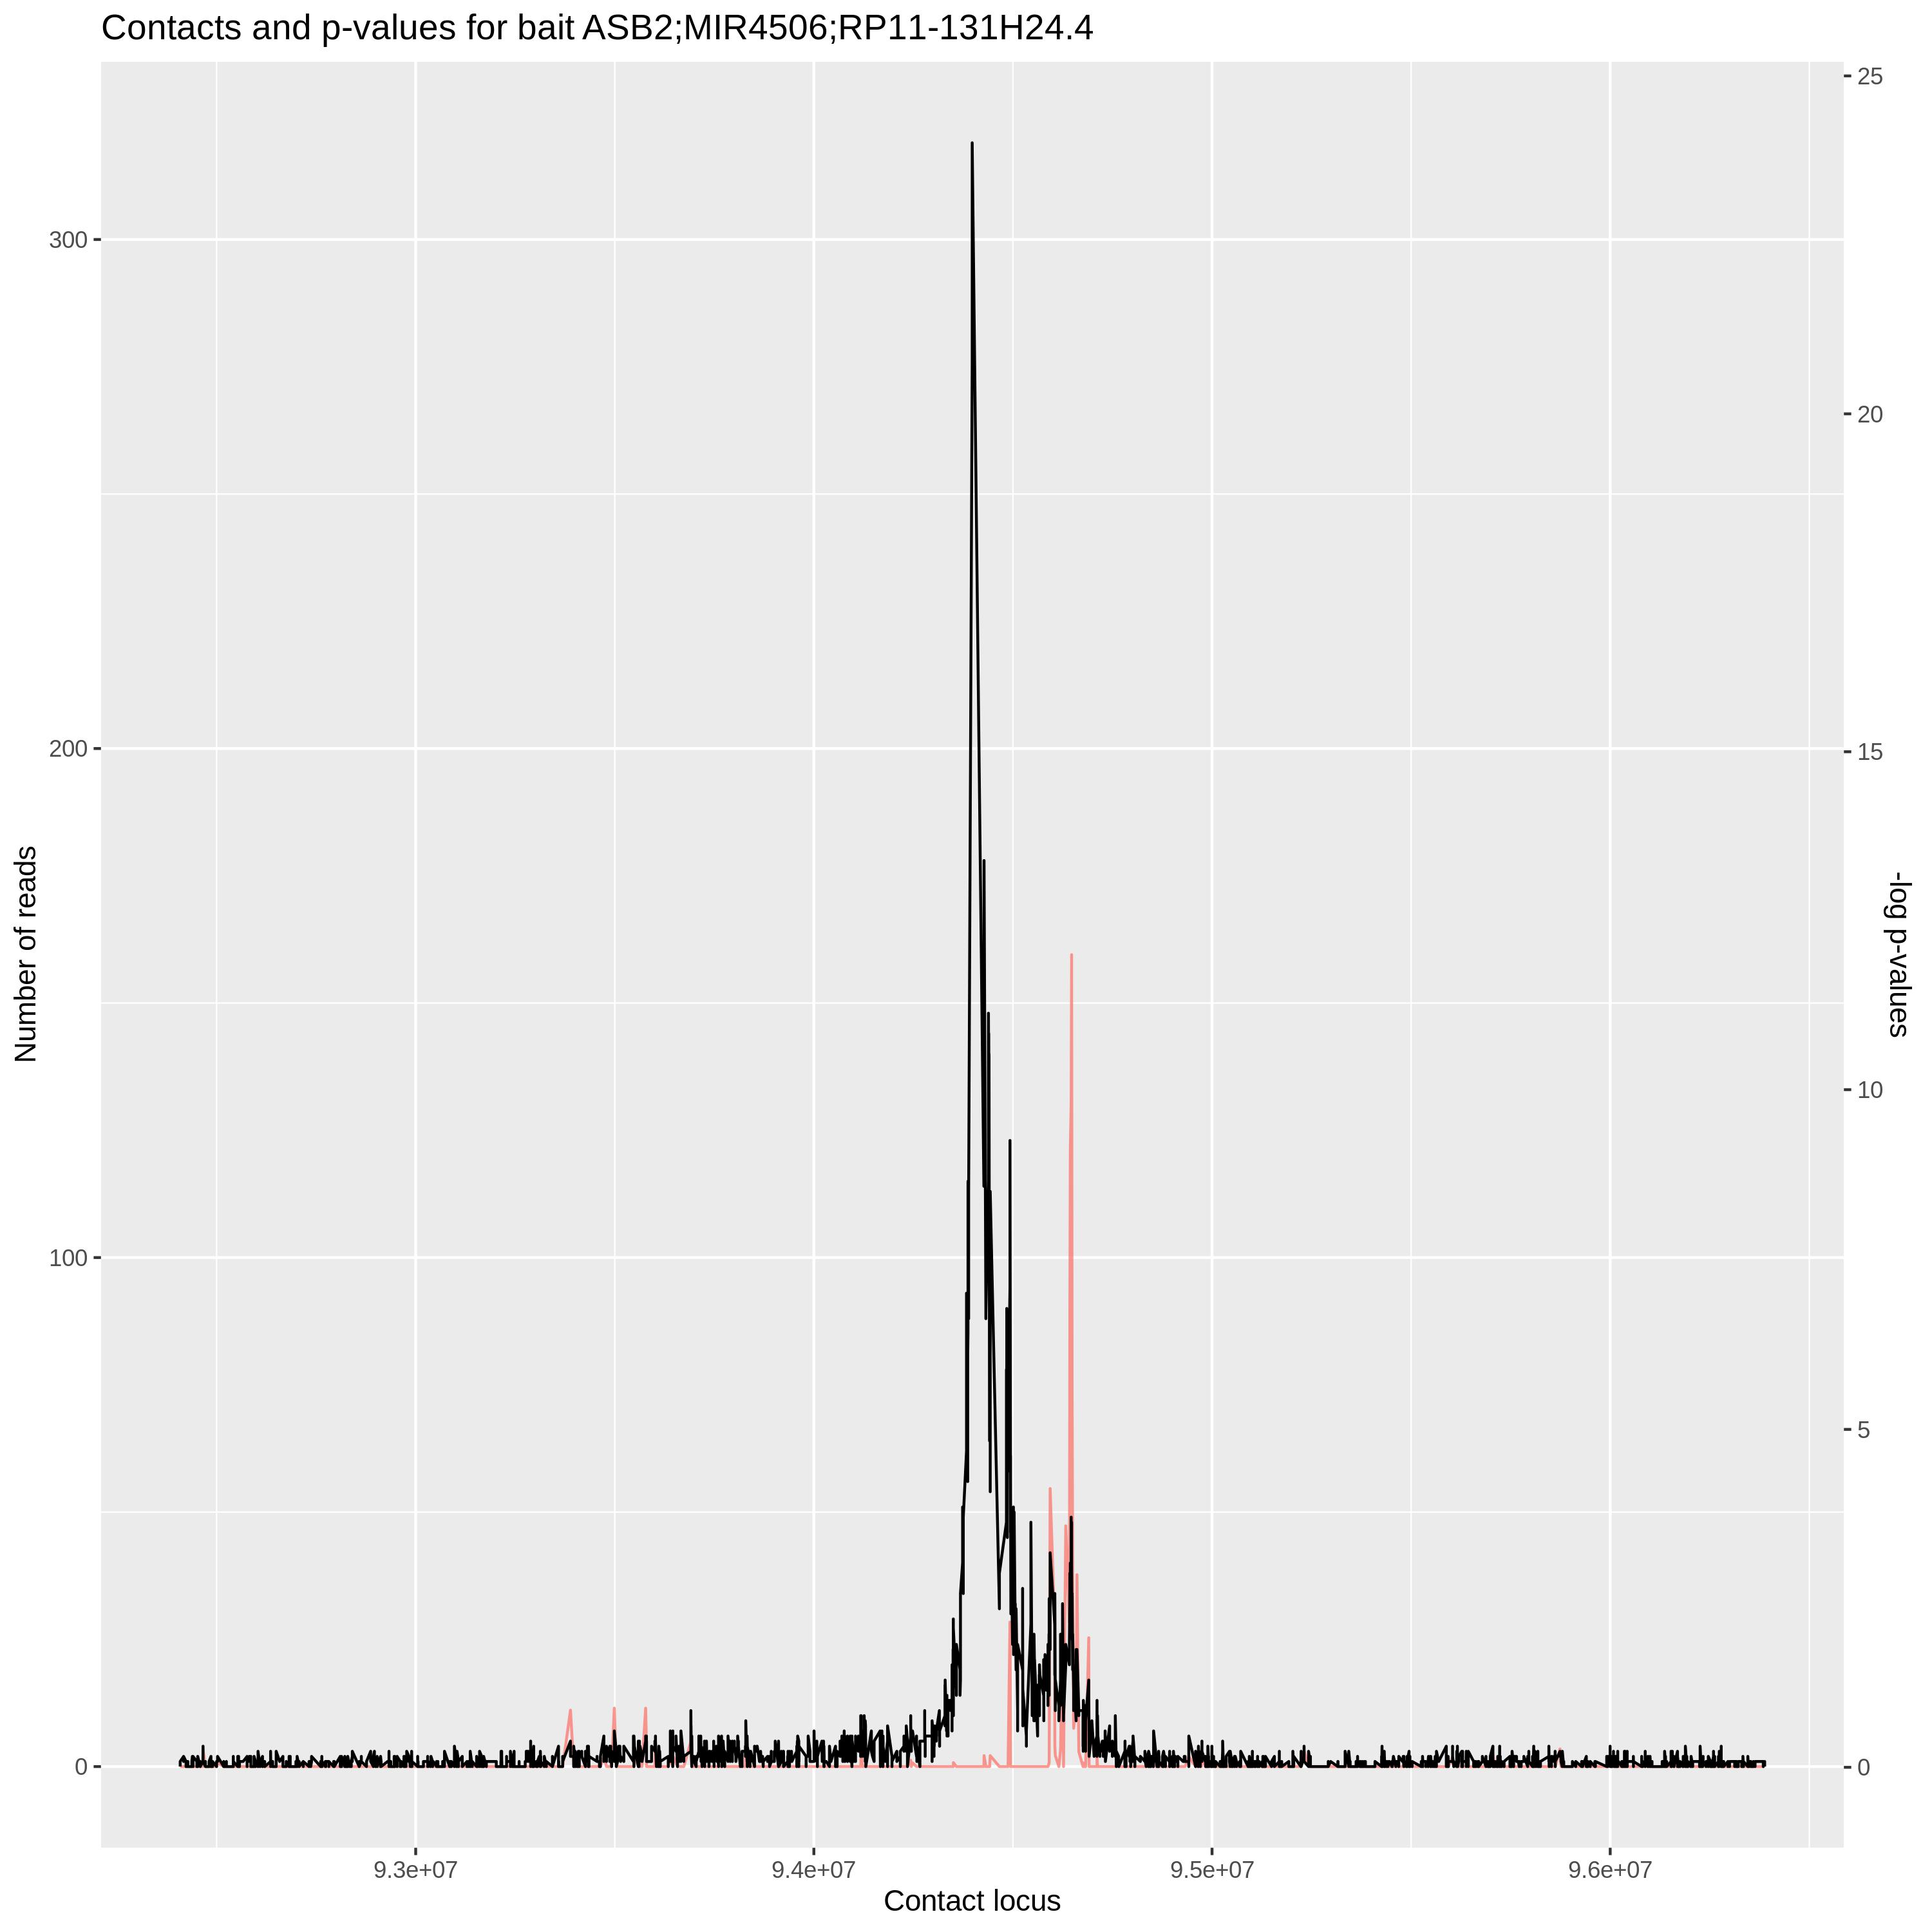 Contacts and p-values for bait ASB2;MIR4506;RP11-131H24.4
25
300
20
200
15
Number of reads
-log p-values
10
100
5
0
0
9.3e+07
9.4e+07
9.5e+07
9.6e+07
Contact locus